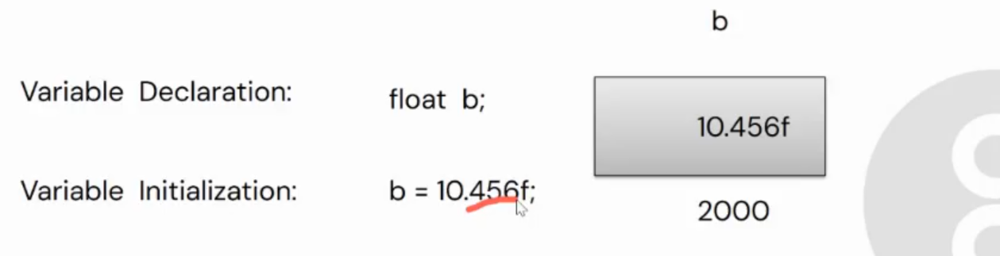 b
Variable Declaration: float b;
10.456f
Variable Initialization: b = 10.456f;
2000